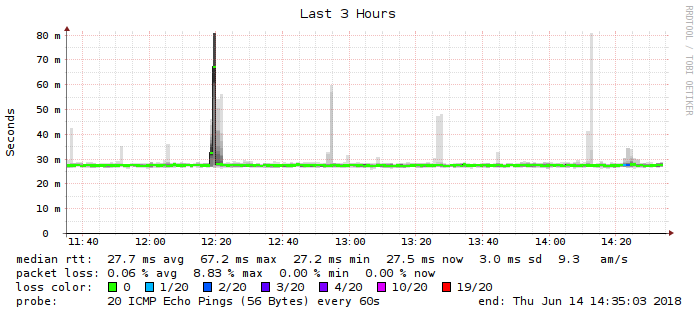 Last 3 Hours
RRDTOOL / TOBI OETIKER
Seconds
80 m
70 m
60 m
50 m
40 m
30 m
20 m
10 m
0
11:40 12:00 12:20 12:40 13:00 13:20 13:40 14:00 14:20
median rtt: 27.7 ms avg 67.2 ms max 27.2 ms min 27.5 ms now 3.0 ms sd 9.3 am/s
packet loss: 0.06 % avg 8.83 % max 0.00 % min 0.00 % now
loss color: 0 1/20 2/20 3/20 4/20 10/20 19/20
probe: 20 ICMP Echo Pings (56 Bytes) every 60s end: Thu Jun 14 14:35:03 2018